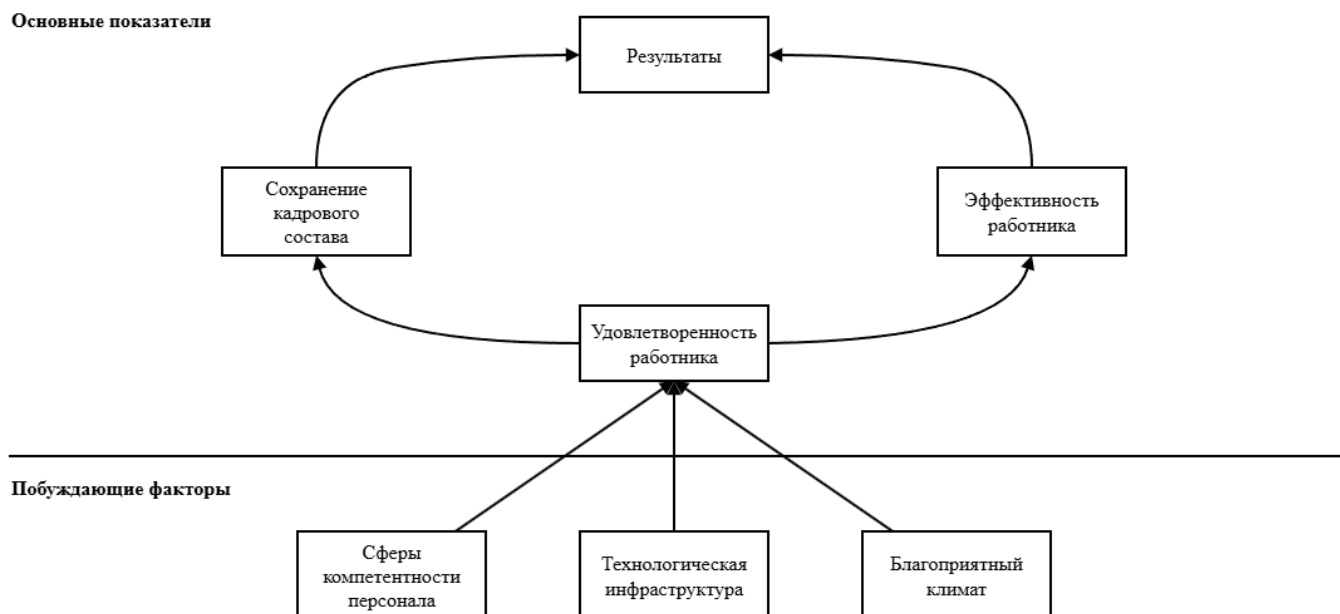 Основные показатели
Результаты
Сохранение
кадрового
состава
Эффективность
работника
Удовлетворенность
работника
Побуждающие факторы
Сферы
компетентности
персонала
Технологическая
инфраструктура
Благоприятный
климат